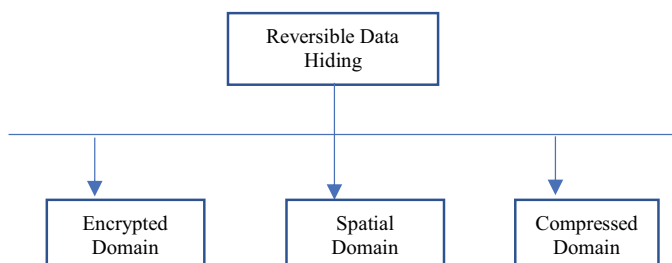 Reversible Data
Hiding
Encrypted
Domain
Spatial
Domain
Compressed
Domain